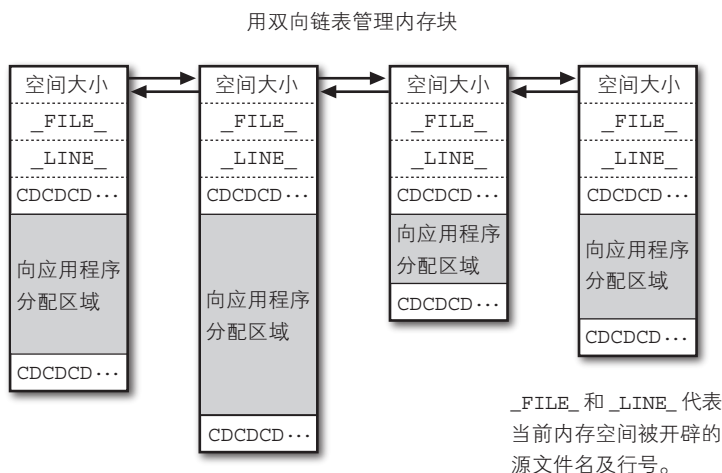 用双向链表管理内存块
空间大小
_FILE_
_LINE_
CDCDCD···
向应用程序
分配区域
CDCDCD···
空间大小
_FILE_
_LINE_
CDCDCD···
向应用程序
分配区域
CDCDCD···
空间大小
_FILE_
_LINE_
CDCDCD···
向应用程序
分配区域
CDCDCD···
空间大小
_FILE_
_LINE_
CDCDCD···
向应用程序
分配区域
CDCDCD···
_FILE_ 和 _LINE_ 代表
当前内存空间被开辟的
源文件名及行号。